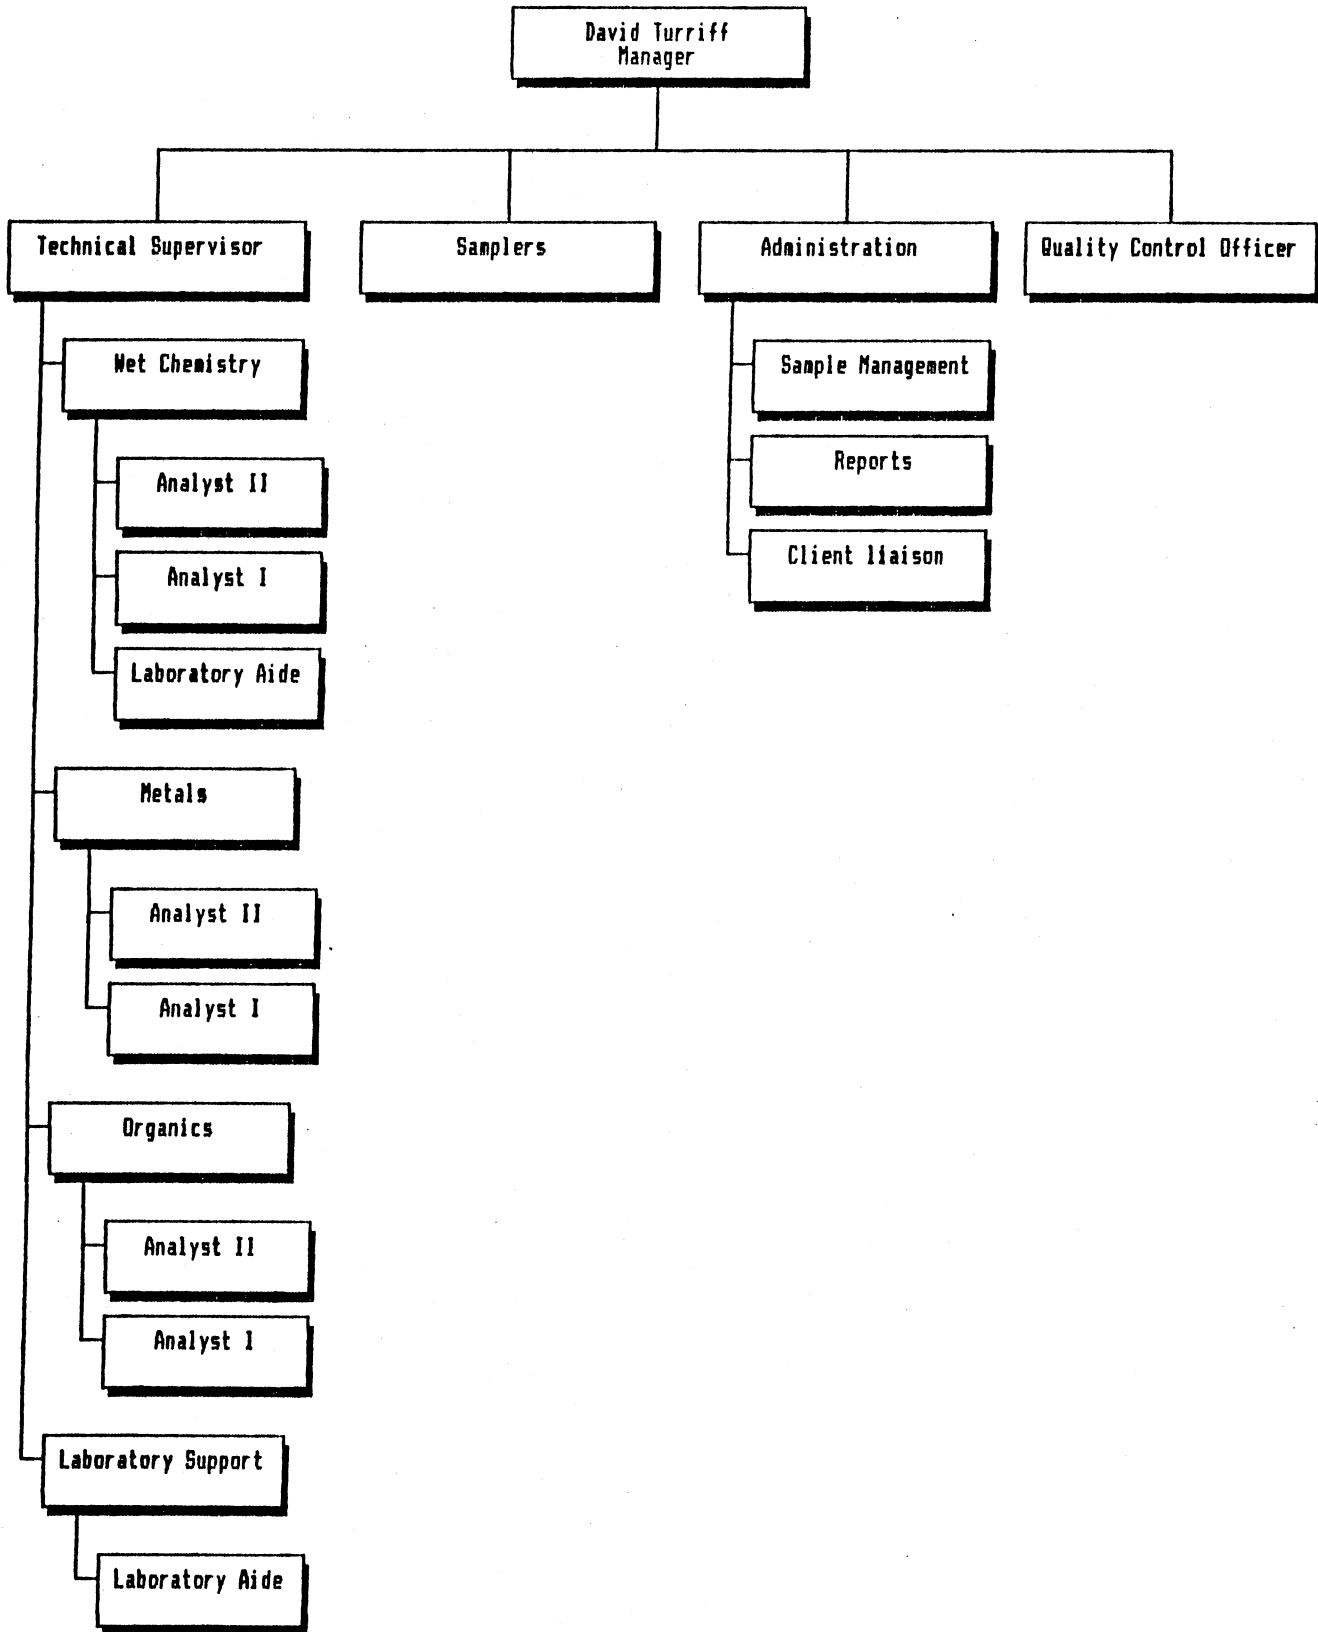 David Turriff
Manager
Technical Supervisor
Samplers
Administration
Quality Control Officer
Wet Chemistry
Analyst II
Analyst I
Laboratory Aide
Metals
Analyst II
Analyst I
Organics
Analyst II
Analyst I
Laboratory Support
Laboratory Aide
Sample Management
Reports
Client liaison